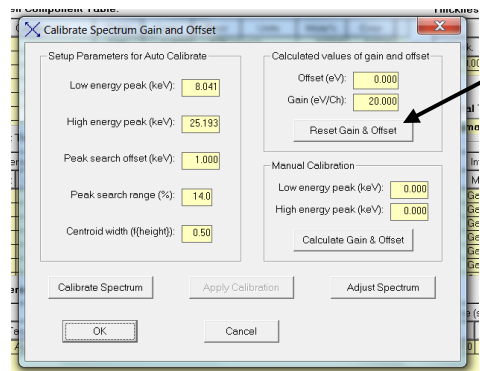 Calibrate Spectrum Gain and Offset
Setup Parameters for Auto Calibrate
Low energy peak (keV): 8.041
High energy peak (keV): 25.193
Peak search offset (keV): 1.000
Peak search range (%): 14.0
Centroid width (f{height}): 0.50
Calculated values of gain and offset
Offset (eV): 0.000
Gain (eV/Ch): 20.000
Reset Gain & Offset
Manual Calibration
Low energy peak (keV): 0.000
High energy peak (keV): 0.000
Calculate Gain & Offset
Calibrate Spectrum
Apply Calibration
Adjust Spectrum
OK
Cancel